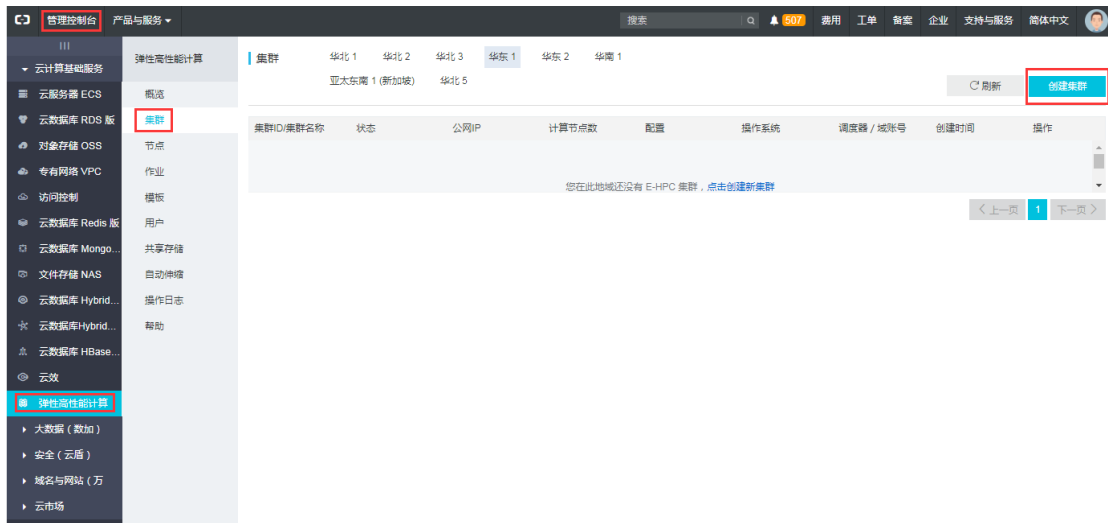 管理控制台 产品与服务 搜索 507 费用 工单 备案 企业 支持与服务 简体中文
云计算基础服务
云服务器 ECS
云数据库 RDS 版
对象存储 OSS
专有网络 VPC
访问控制
云数据库 Redis 版
云数据库 Mongo...
文件存储 NAS
云数据库 Hybrid...
云数据库Hybrid...
云数据库 HBase...
云效
弹性高性能计算
大数据（数加）
安全（云盾）
域名与网站（万
云市场
弹性高性能计算
概览
集群
节点
作业
模板
用户
共享存储
自动伸缩
操作日志
帮助
集群 华北 1 华北 2 华北 3 华东 1 华东 2 华南 1
亚太东南 1 (新加坡) 华北 5
刷新 创建集群
集群ID/集群名称 状态 公网IP 计算节点数 配置 操作系统 调度器 / 域账号 创建时间 操作
您在此地域还没有 E-HPC 集群，点击创建新集群
上一页 1 下一页